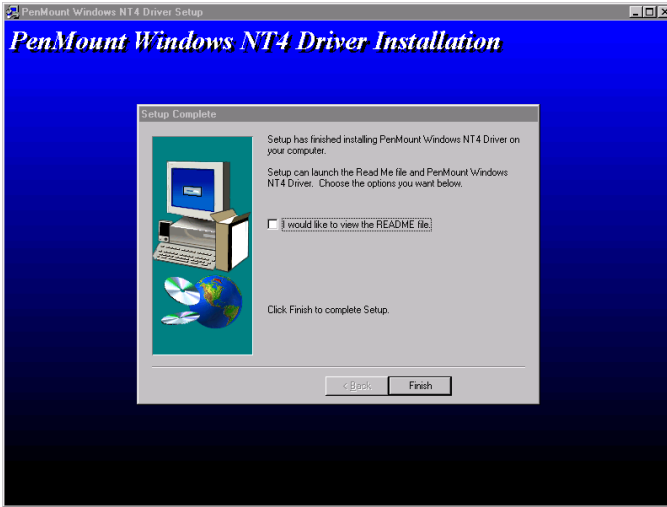 PenMount Windows NT4 Driver Setup
PenMount Windows NT4 Driver Installation
Setup Complete
Setup has finished installing PenMount Windows NT4 Driver on
your computer.
Setup can launch the Read Me file and PenMount Windows
NT4 Driver. Choose the options you want below.
I would like to view the README file.
Click Finish to complete Setup.
< Back
Finish